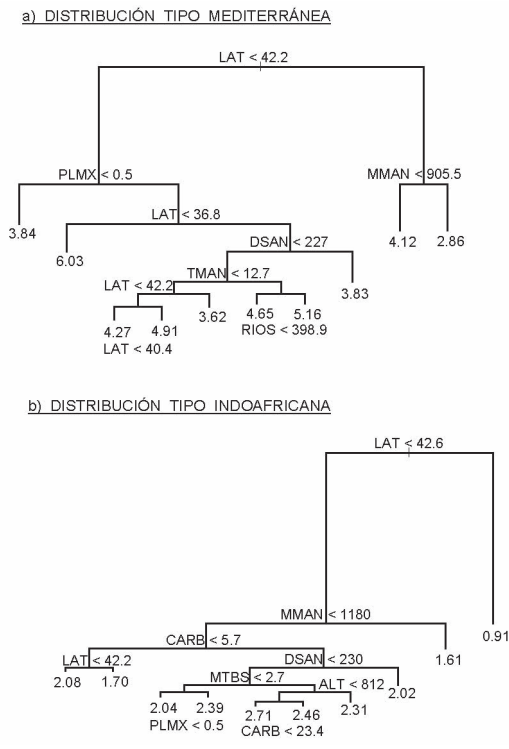 a) DISTRIBUCIÓN TIPO MEDITERRÁNEA
LAT < 42.2
PLMX < 0.5
MMAN < 905.5
3.84
LAT < 36.8
4.12
2.86
6.03
DSAN < 227
TMAN < 12.7
3.83
LAT < 42.2
4.27
4.91
3.62
4.65
5.16
LAT < 40.4
RIOS < 398.9
b) DISTRIBUCIÓN TIPO INDOAFRICANA
LAT < 42.6
MMAN < 1180
0.91
CARB < 5.7
1.61
LAT < 42.2
DSAN < 230
2.08
1.70
MTBS < 2.7
ALT < 812
2.02
2.04
2.39
2.71
2.46
2.31
PLMX < 0.5
CARB < 23.4